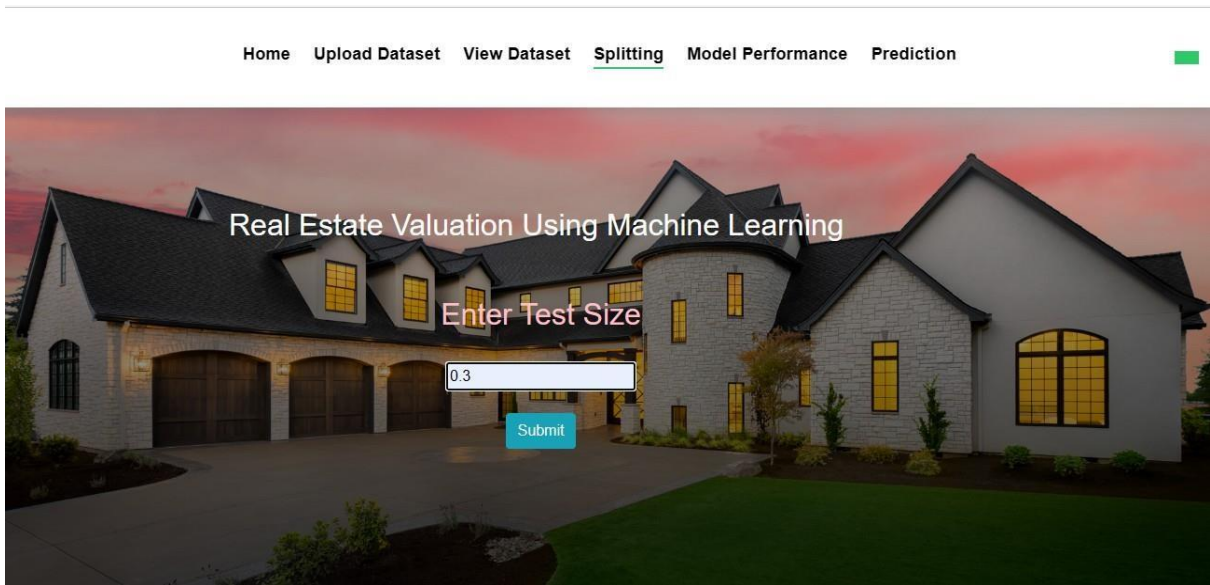 Home Upload Dataset View Dataset Splitting Model Performance Prediction
Real Estate Valuation Using Machine Learning
Enter Test Size
0.3
Submit